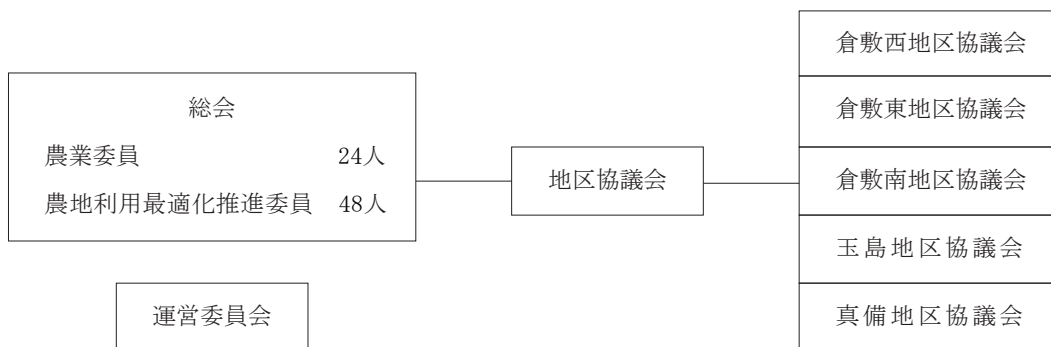 総会
農業委員 24人
農地利用最適化推進委員 48人
運営委員会
地区協議会
倉敷西地区協議会
倉敷東地区協議会
倉敷南地区協議会
玉島地区協議会
真備地区協議会